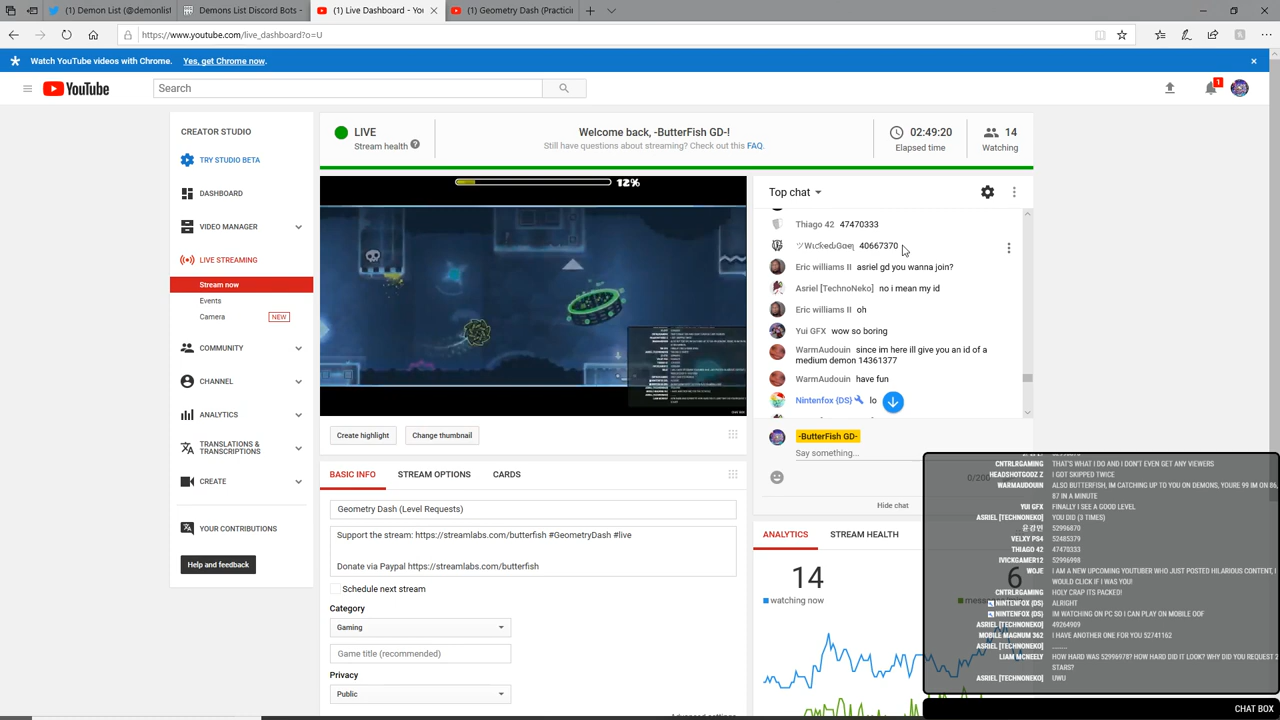 (1) Demon List (@demonlist
Demons List Discord Bots -
(1) Live Dashboard - Yo
(1) Geometry Dash (Practice
https://www.youtube.com/live_dashboard?o=U
Watch YouTube videos with Chrome. Yes, get Chrome now.
YouTube
Search
1
CREATOR STUDIO
TRY STUDIO BETA
DASHBOARD
VIDEO MANAGER
LIVE STREAMING
Stream now
Events
Camera NEW
COMMUNITY
CHANNEL
ANALYTICS
TRANSLATIONS &
TRANSCRIPTIONS
CREATE
YOUR CONTRIBUTIONS
Help and feedback
LIVE
Stream health
Welcome back, -ButterFish GD-!
Still have questions about streaming? Check out this FAQ.
02:49:20
Elapsed time
14
Watching
12%
Create highlight
Change thumbnail
BASIC INFO
STREAM OPTIONS
CARDS
Geometry Dash (Level Requests)
Support the stream: https://streamlabs.com/butterfish #GeometryDash #live
Donate via Paypal https://streamlabs.com/butterfish
Schedule next stream
Category
Gaming
Game title (recommended)
Privacy
Public
Advanced settings
Top chat
Thiago 42 47470333
40667370
Eric williams II asriel gd you wanna join?
Asriel [TechnoNeko] no i mean my id
Eric williams II oh
Yui GFX wow so boring
WarmAudouin since im here ill give you an id of a
medium demon 14361377
WarmAudouin have fun
Nintenfox {DS} lo
-ButterFish GD-
Say something...
0/200
Hide chat
ANALYTICS
STREAM HEALTH
14
watching now
6
CNTRLRGAMING THAT'S WHAT I DO AND I DON'T EVEN GET ANY VIEWERS
HEADSHOTGODZ Z I GOT SKIPPED TWICE
WARMAUDOUIN ALSO BUTTERFISH, IM CATCHING UP TO YOU ON DEMONS, YOURE 99 IM ON 86,
87 IN A MINUTE
YUI GFX FINALLY I SEE A GOOD LEVEL
ASRIEL [TECHNONEKO] YOU DID (3 TIMES)
52996870
VELXY PS4 52485379
THIAGO 42 47470333
IVICKGAMER12 52996998
WOJE I AM A NEW UPCOMING YOUTUBER WHO JUST POSTED HILARIOUS CONTENT, I
WOULD CLICK IF I WAS YOU!
CNTRLRGAMING HOLY CRAP ITS PACKED!
NINTENFOX {DS} ALRIGHT
NINTENFOX {DS} IM WATCHING ON PC SO I CAN PLAY ON MOBILE OOF
ASRIEL [TECHNONEKO] 49264909
MOBILE MAGNUM 362 I HAVE ANOTHER ONE FOR YOU 52741162
ASRIEL [TECHNONEKO] ........
LIAM MCNEELY HOW HARD WAS 52996978? HOW HARD DID IT LOOK? WHY DID YOU REQUEST 2
STARS?
ASRIEL [TECHNONEKO] UWU
CHAT BOX